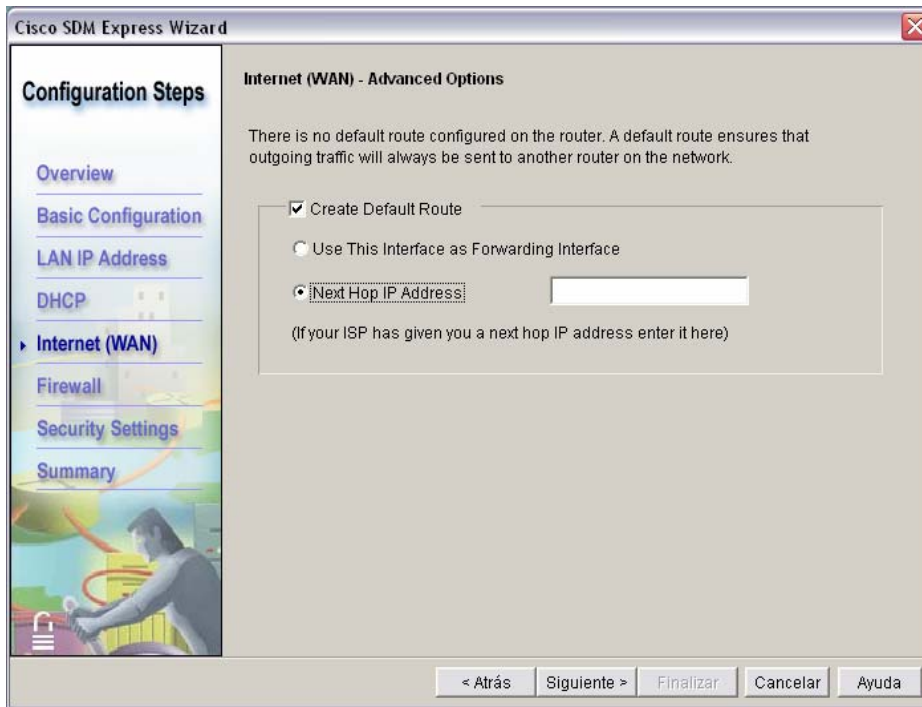 Cisco SDM Express Wizard
Configuration Steps
Overview
Basic Configuration
LAN IP Address
DHCP
Internet (WAN)
Firewall
Security Settings
Summary
Internet (WAN) - Advanced Options
There is no default route configured on the router. A default route ensures that
outgoing traffic will always be sent to another router on the network.
Create Default Route
Use This Interface as Forwarding Interface
Next Hop IP Address
(If your ISP has given you a next hop IP address enter it here)
< Atrás
Siguiente >
Finalizar
Cancelar
Ayuda